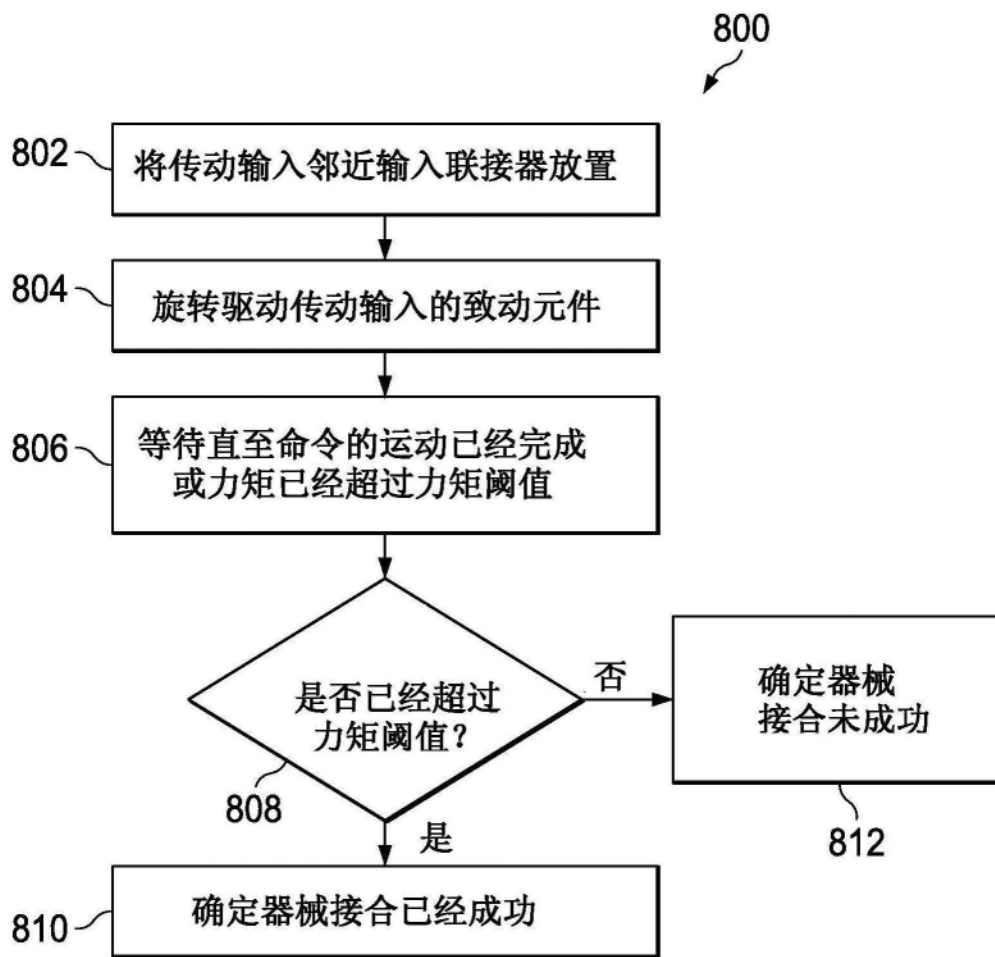 800
802
将传动输入邻近输入联接器放置
804
旋转驱动传动输入的致动元件
806
等待直至命令的运动已经完成
或力矩已经超过力矩阈值
是否已经超过
力矩阈值?
808
否
确定器械
接合未成功
812
是
810
确定器械接合已经成功